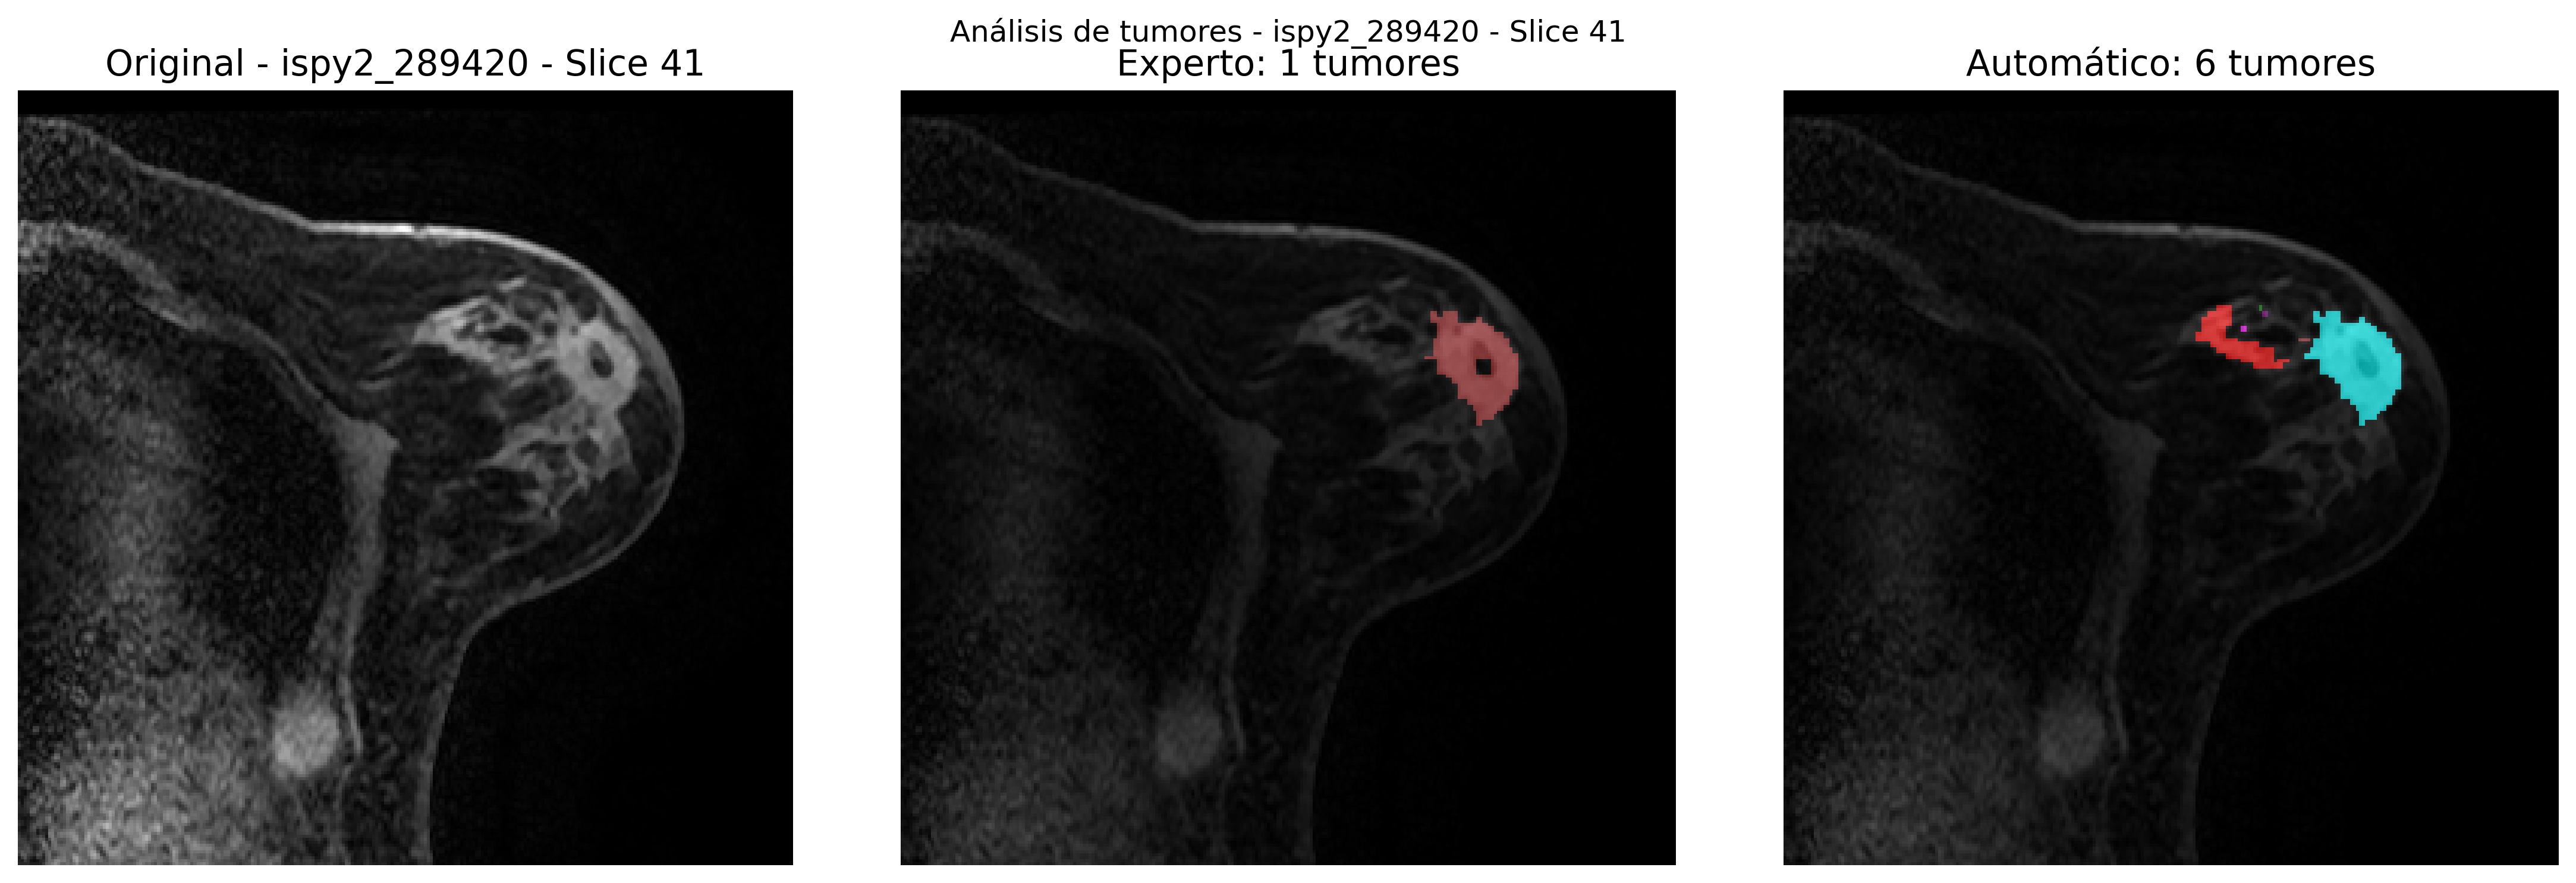 Análisis de tumores - ispy2_289420 - Slice 41
Original - ispy2_289420 - Slice 41
Experto: 1 tumores
Automático: 6 tumores